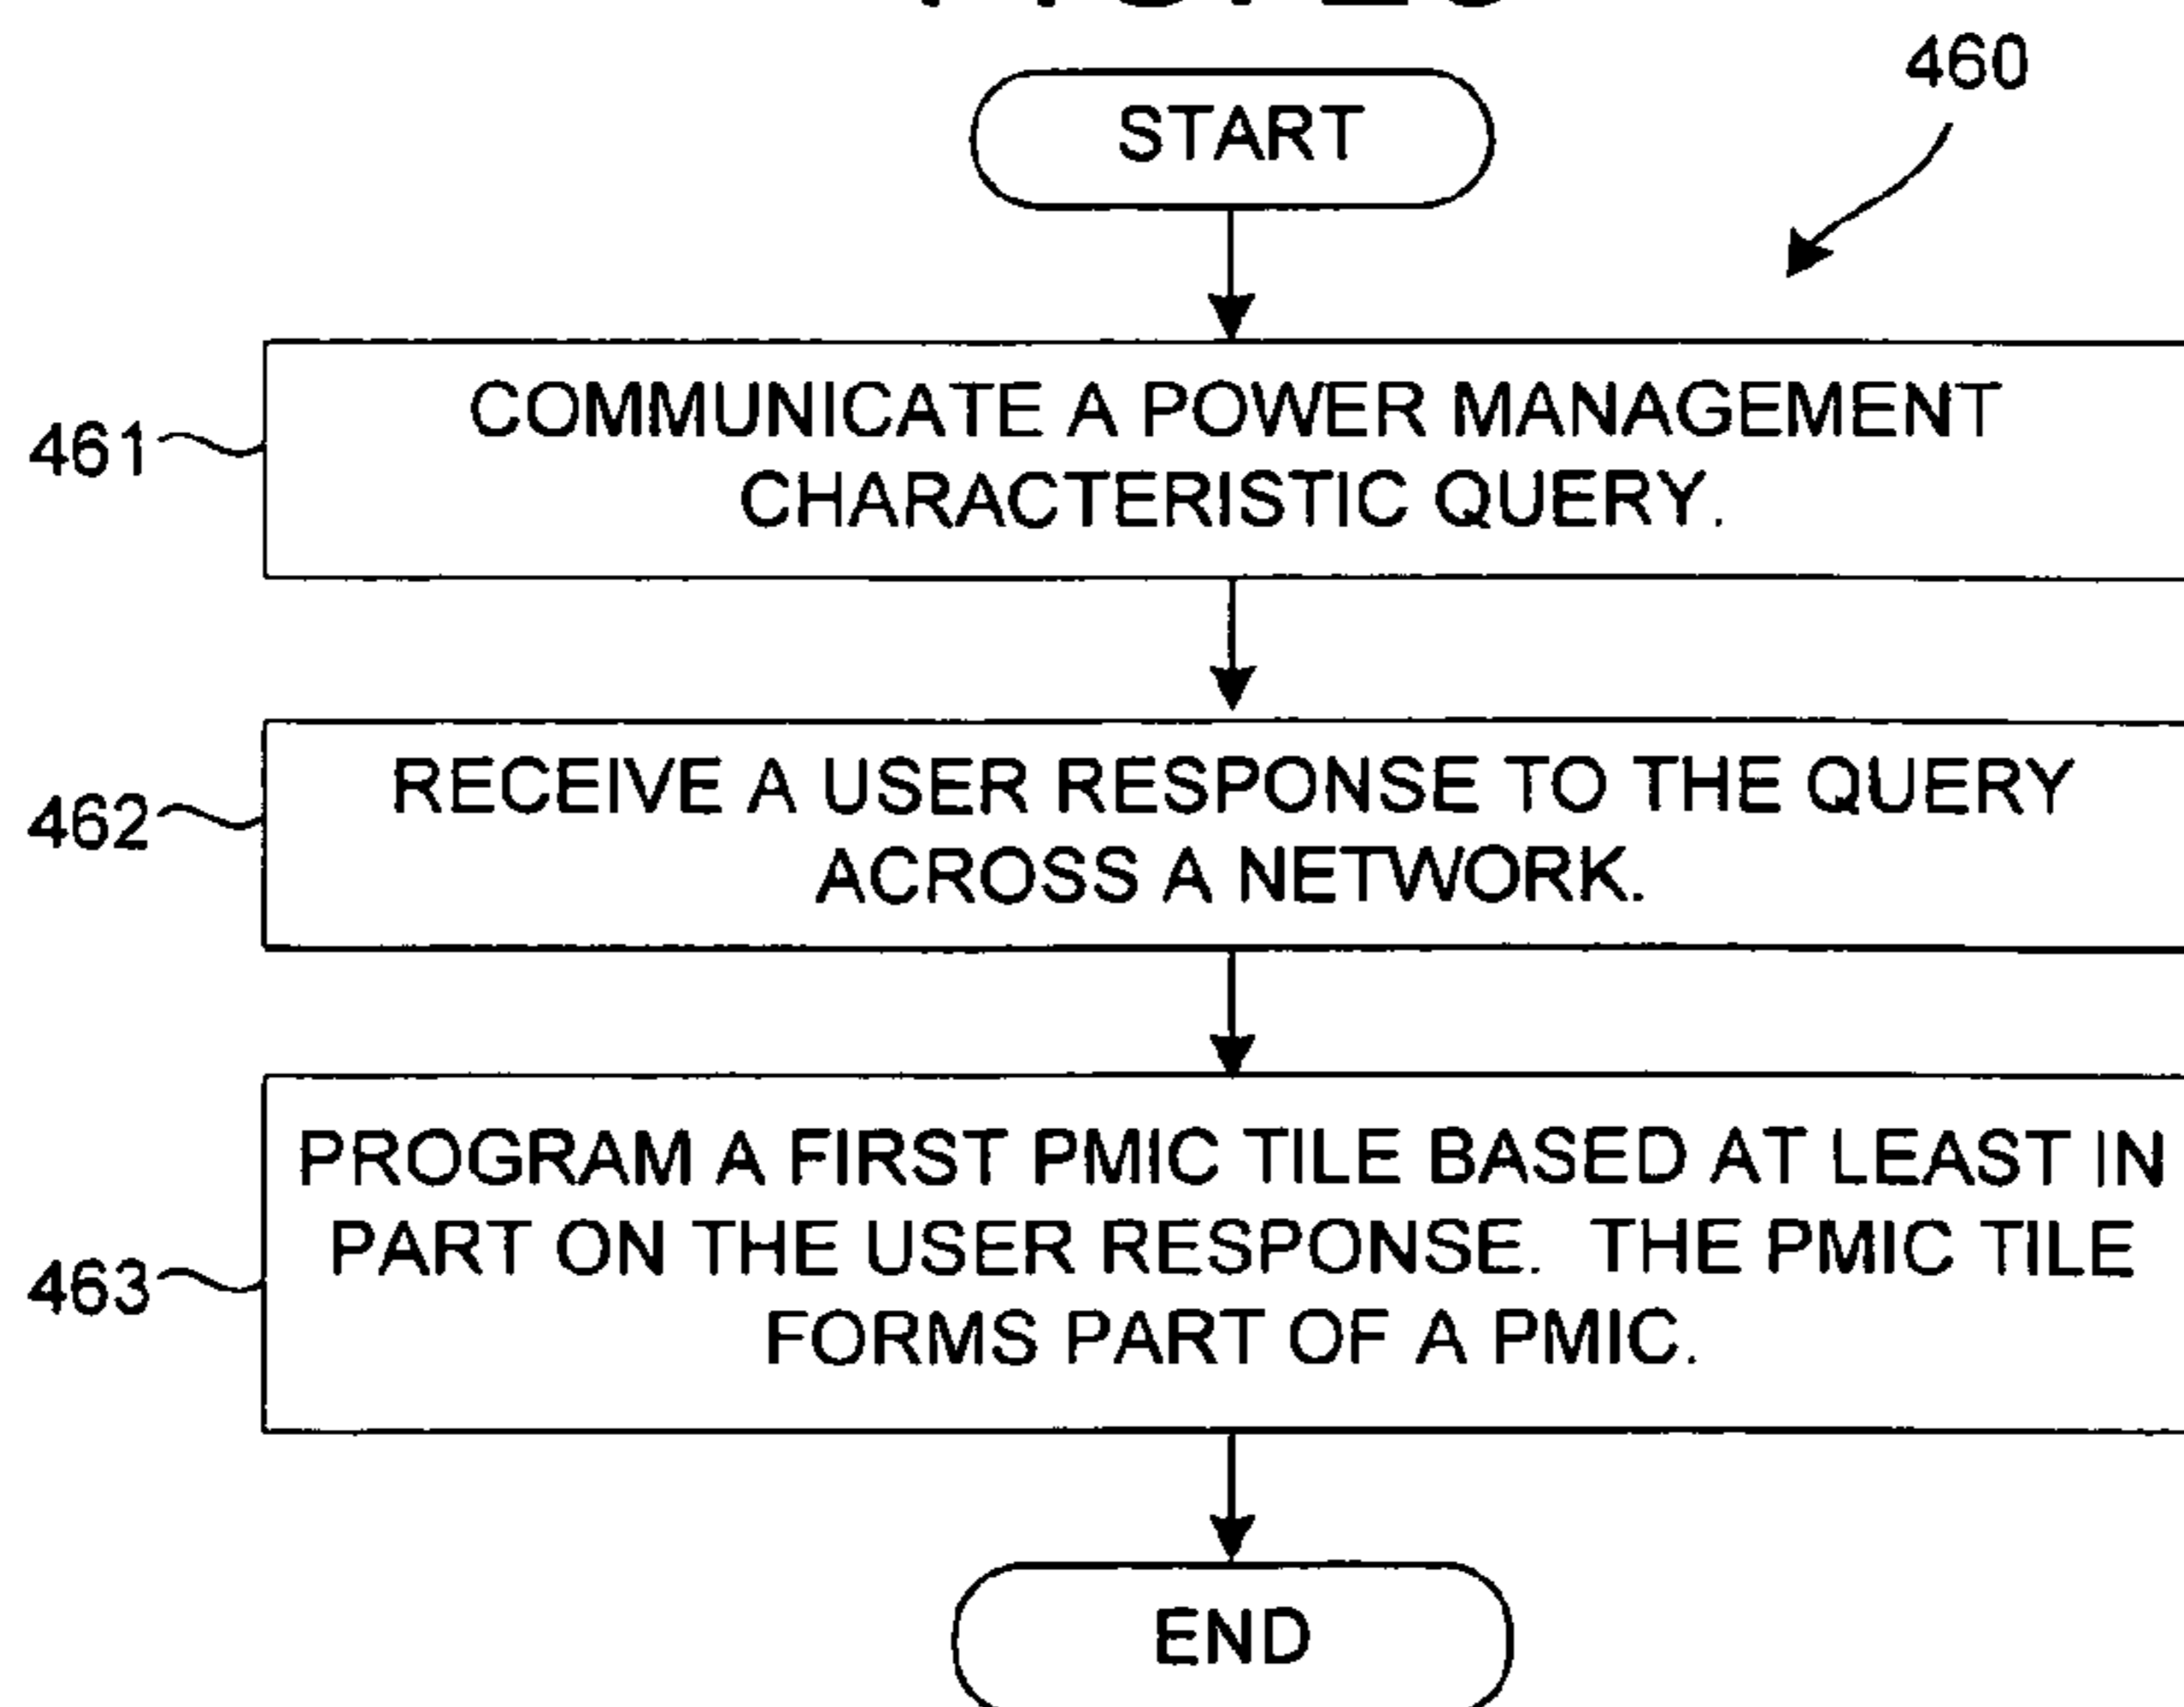 460
START
461
COMMUNICATE A POWER MANAGEMENT
CHARACTERISTIC QUERY.
462
RECEIVE A USER RESPONSE TO THE QUERY
ACROSS A NETWORK.
463
PROGRAM A FIRST PMIC TILE BASED AT LEAST IN
PART ON THE USER RESPONSE. THE PMIC TILE
FORMS PART OF A PMIC.
END